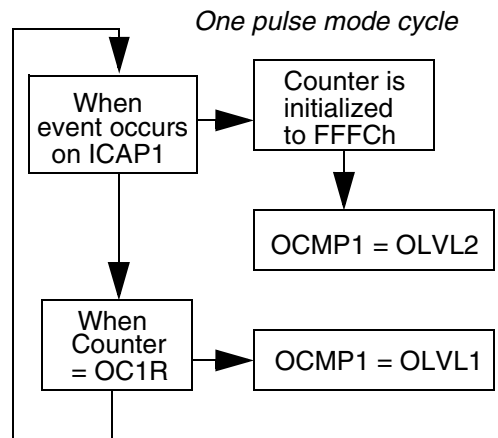 One pulse mode cycle
When
event occurs
on ICAP1
Counter is
initialized
to FFFCh
OCMP1 = OLVL2
When
Counter
= OC1R
OCMP1 = OLVL1